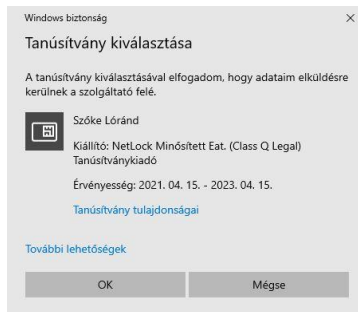 Windows biztonság
Tanúsítvány kiválasztása
A tanúsítvány kiválasztásával elfogadom, hogy adataim elküldésre
kerülnek a szolgáltató felé.
Szőke Lóránd
Kiállító: NetLock Minősített Eat. (Class Q Legal)
Tanúsítványkiadó
Érvényesség: 2021. 04. 15. - 2023. 04. 15.
Tanúsítvány tulajdonságai
További lehetőségek
OK
Mégse